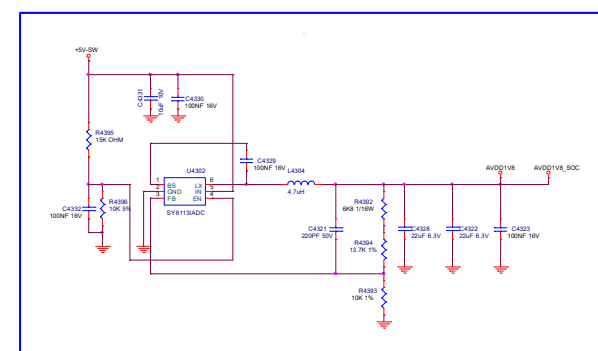 +5V-SW
C4331
10uF 10V
C4330
100NF 16V
R4395
15K OHM
C4329
100NF 16V
U4302
L4304
4.7uH
AVDD1V8
AVDD1V8_SOC
1 BS LX 6
2 GND IN 5
3 FB EN 4
SY8113IADC
C4332
100NF 16V
R4396
10K 5%
R4392
6K8 1/16W
C4321
220PF 50V
R4394
13.7K 1%
C4328
22uF 6.3V
C4322
22uF 6.3V
C4323
100NF 16V
R4393
10K 1%